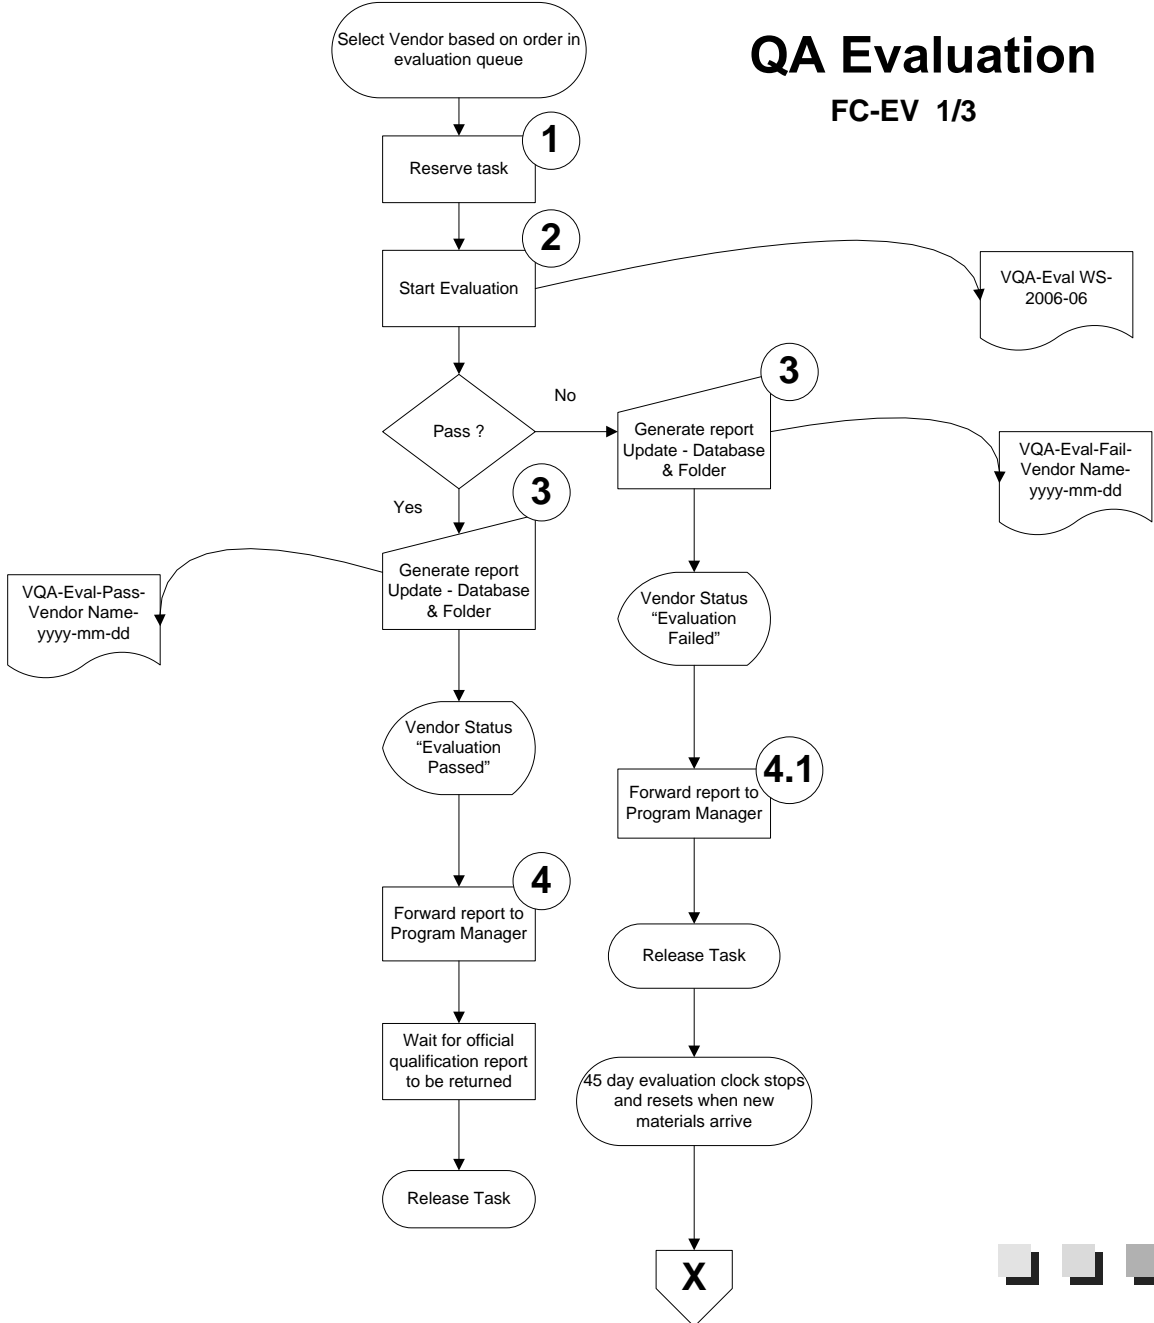 Select Vendor based on order in
evaluation queue
QA Evaluation
FC-EV 1/3
1
Reserve task
2
Start Evaluation
VQA-Eval WS-
2006-06
Pass ?
No
3
Generate report
Update - Database
& Folder
VQA-Eval-Fail-
Vendor Name-
yyyy-mm-dd
Yes
3
Generate report
Update - Database
& Folder
VQA-Eval-Pass-
Vendor Name-
yyyy-mm-dd
Vendor Status
“Evaluation
Failed”
Vendor Status
“Evaluation
Passed”
4.1
Forward report to
Program Manager
4
Forward report to
Program Manager
Release Task
Wait for official
qualification report
to be returned
45 day evaluation clock stops
and resets when new
materials arrive
Release Task
X